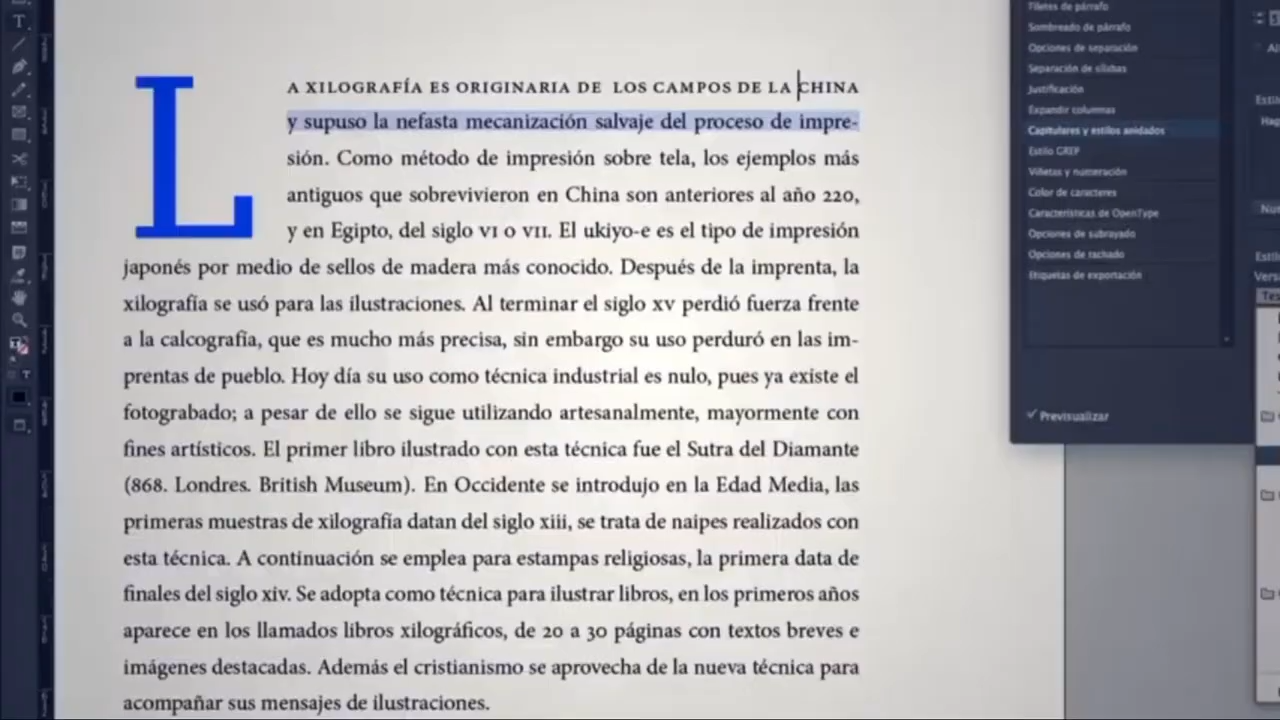 LA XILOGRAFÍA ES ORIGINARIA DE LOS CAMPOS DE LA CHINA
y supuso la nefasta mecanización salvaje del proceso de impre-
sión. Como método de impresión sobre tela, los ejemplos más
antiguos que sobrevivieron en China son anteriores al año 220,
y en Egipto, del siglo VI O VII. El ukiyo-e es el tipo de impresión
japonés por medio de sellos de madera más conocido. Después de la imprenta, la
xilografía se usó para las ilustraciones. Al terminar el siglo XV perdió fuerza frente
a la calcografía, que es mucho más precisa, sin embargo su uso perduró en las im-
prentas de pueblo. Hoy día su uso como técnica industrial es nulo, pues ya existe el
fotograbado; a pesar de ello se sigue utilizando artesanalmente, mayormente con
fines artísticos. El primer libro ilustrado con esta técnica fue el Sutra del Diamante
(868. Londres. British Museum). En Occidente se introdujo en la Edad Media, las
primeras muestras de xilografía datan del siglo xiii, se trata de naipes realizados con
esta técnica. A continuación se emplea para estampas religiosas, la primera data de
finales del siglo xiv. Se adopta como técnica para ilustrar libros, en los primeros años
aparece en los llamados libros xilográficos, de 20 a 30 páginas con textos breves e
imágenes destacadas. Además el cristianismo se aprovecha de la nueva técnica para
acompañar sus mensajes de ilustraciones.
Filetes de párrafo
Sombreado de párrafo
Opciones de separación
Separación de sílabas
Justificación
Expandir columnas
Capitulares y estilos anidados
Estilo GREP
Viñetas y numeración
Color de caracteres
Características de OpenType
Opciones de subrayado
Opciones de tachado
Etiquetas de exportación
Previsualizar